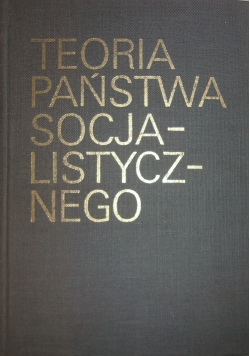 TEORIA
PAŃSTWA
SOCJA-
LISTYCZ-
NEGO